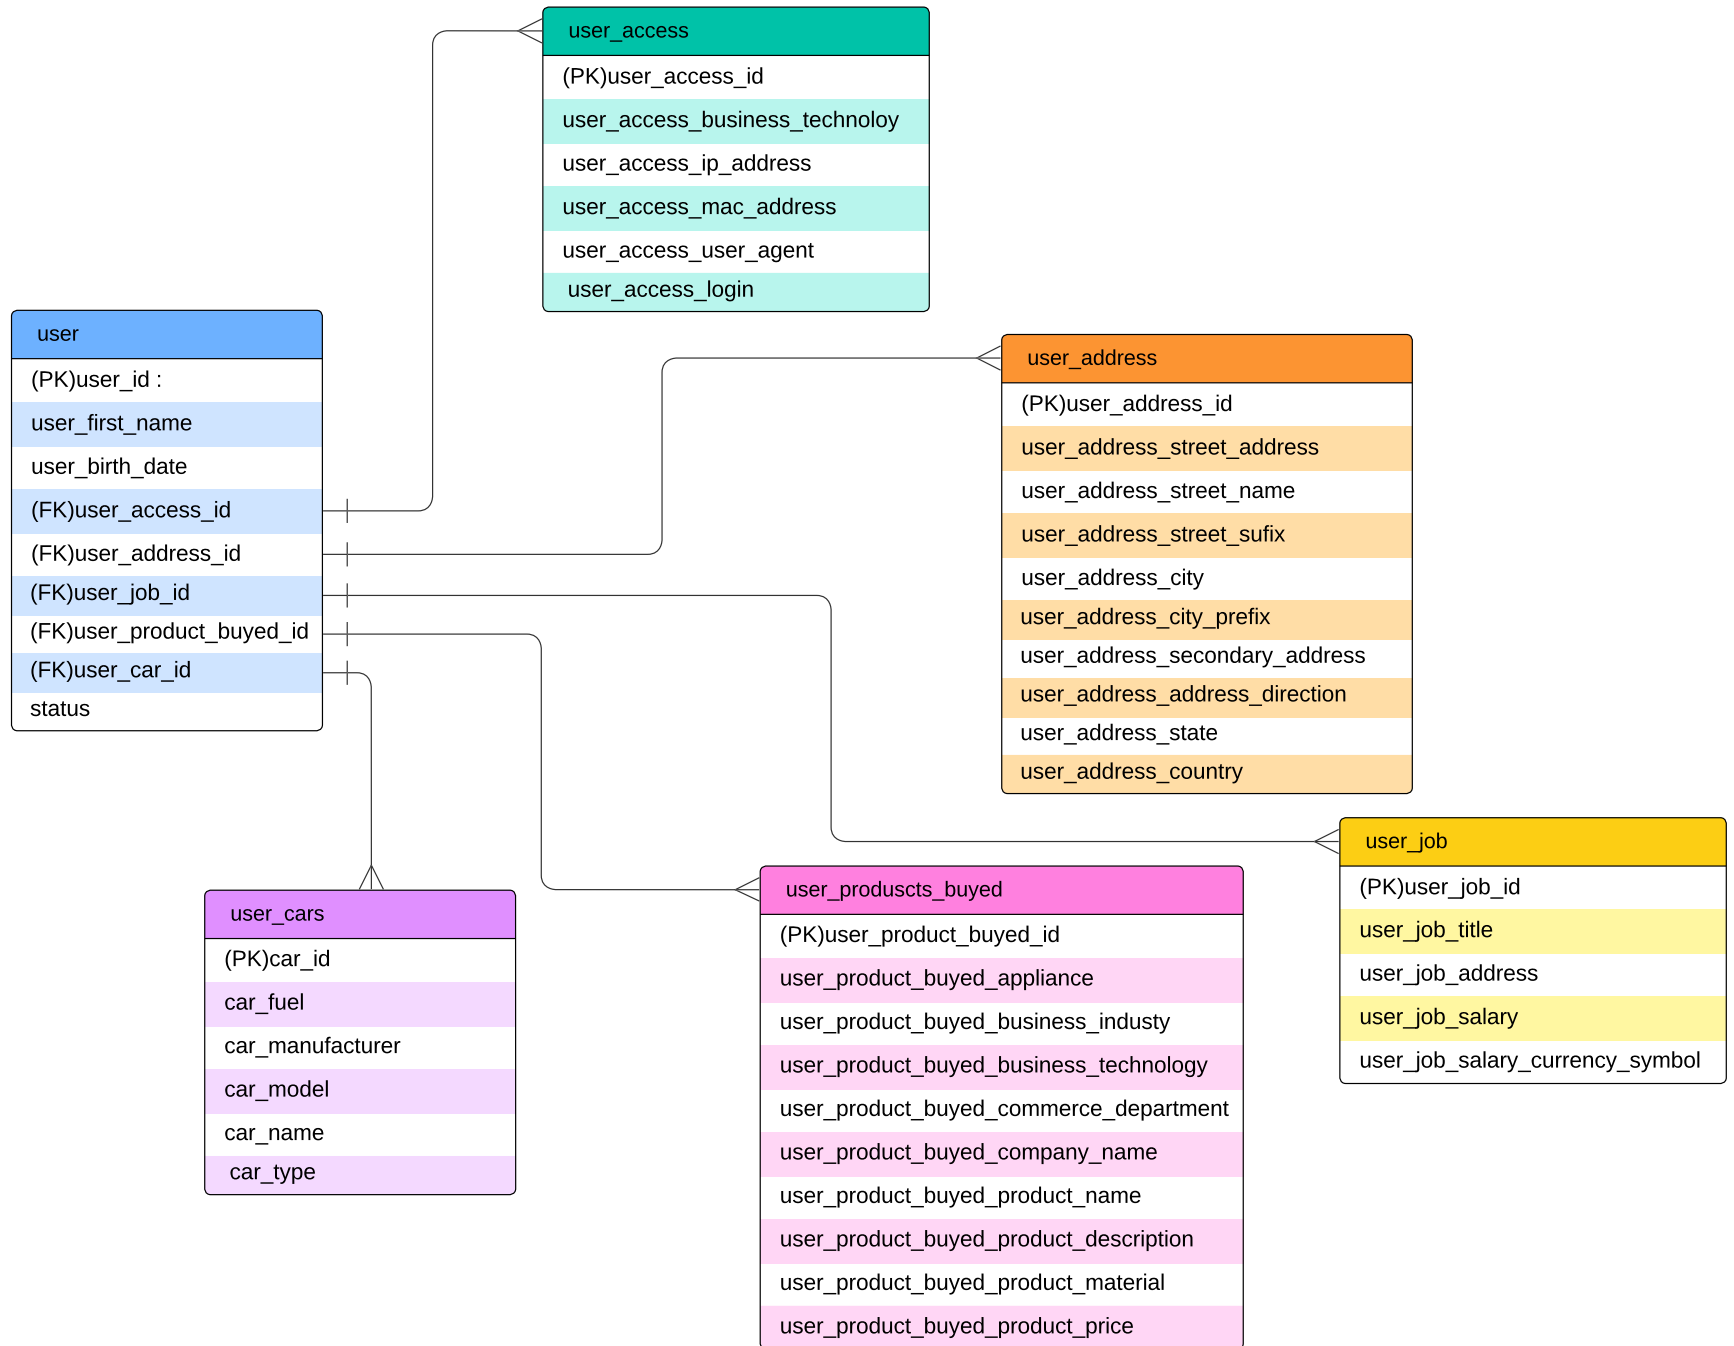 user_access
(PK)user_access_id
user_access_business_technoloy
user_access_ip_address
user_access_mac_address
user_access_user_agent
user_access_login
user
(PK)user_id :
user_first_name
user_birth_date
(FK)user_access_id
(FK)user_address_id
(FK)user_job_id
(FK)user_product_buyed_id
(FK)user_car_id
status
user_address
(PK)user_address_id
user_address_street_address
user_address_street_name
user_address_street_sufix
user_address_city
user_address_city_prefix
user_address_secondary_address
user_address_address_direction
user_address_state
user_address_country
user_job
(PK)user_job_id
user_job_title
user_job_address
user_job_salary
user_job_salary_currency_symbol
user_produscts_buyed
(PK)user_product_buyed_id
user_product_buyed_appliance
user_product_buyed_business_industy
user_product_buyed_business_technology
user_product_buyed_commerce_department
user_product_buyed_company_name
user_product_buyed_product_name
user_product_buyed_product_description
user_product_buyed_product_material
user_product_buyed_product_price
user_cars
(PK)car_id
car_fuel
car_manufacturer
car_model
car_name
car_type